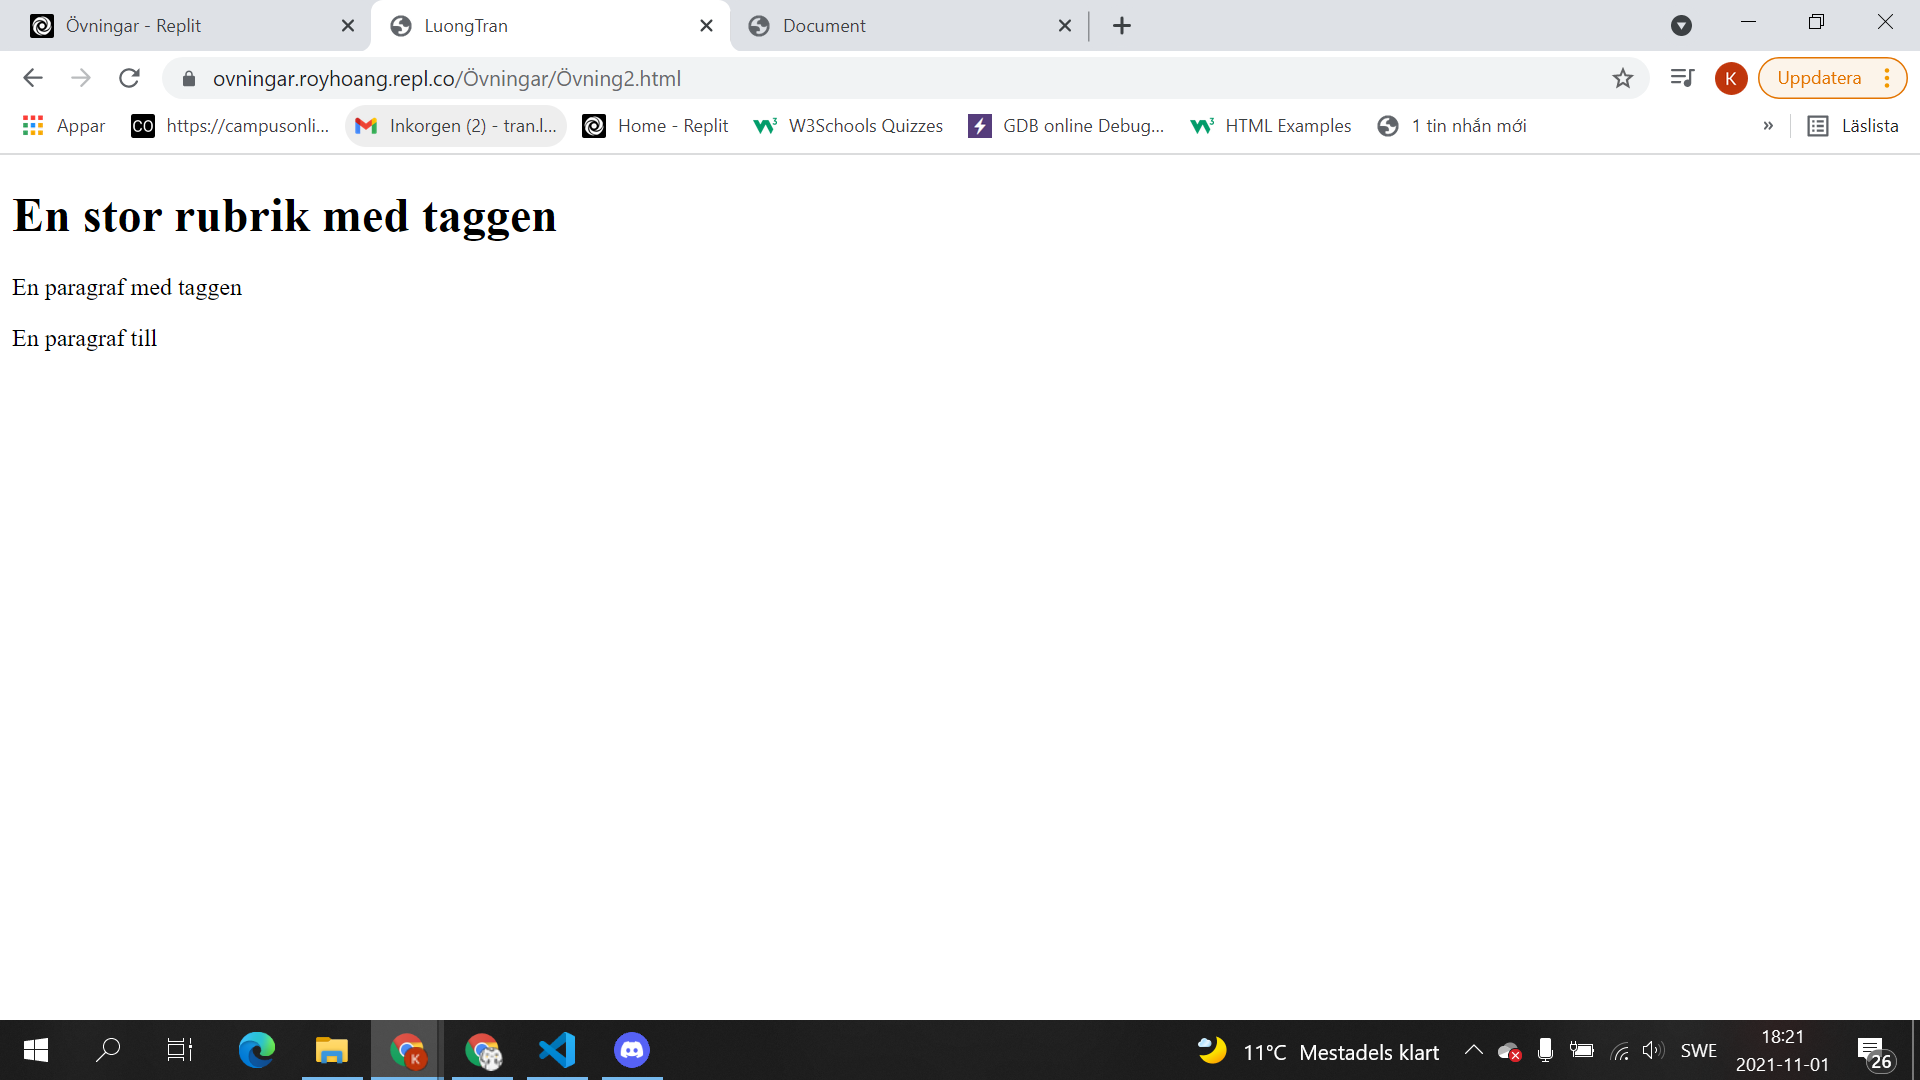 Övningar - Replit
LuongTran
Document
ovningar.royhoang.repl.co/Övningar/Övning2.html
K
Uppdatera
Appar
CO
https://campusonli...
Inkorgen (2) - tran.l...
Home - Replit
W3Schools Quizzes
GDB online Debug...
HTML Examples
1 tin nhắn mới
»
Läslista
En stor rubrik med taggen
En paragraf med taggen
En paragraf till
K
11°C Mestadels klart
SWE
18:21
2021-11-01
26